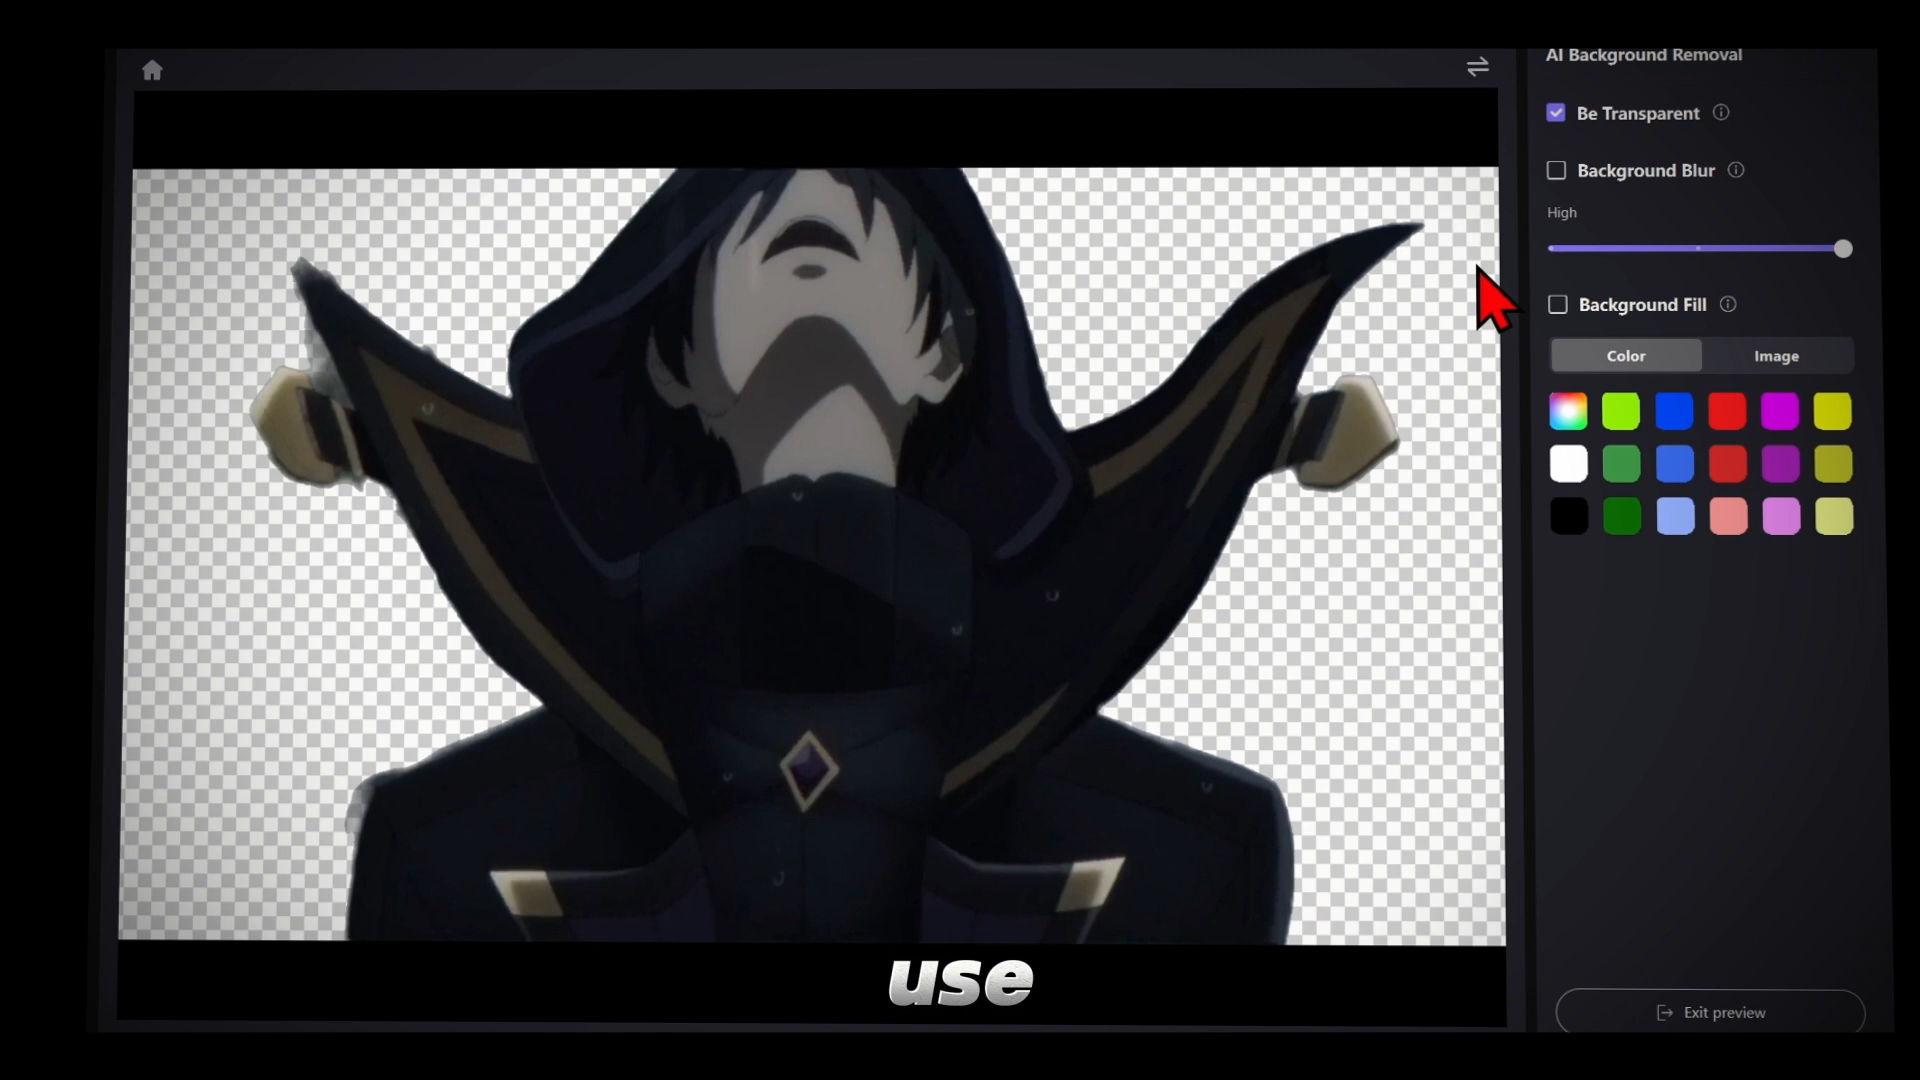 AI Background Removal
Be Transparent
Background Blur
High
Background Fill
Color
Image
use
Exit preview